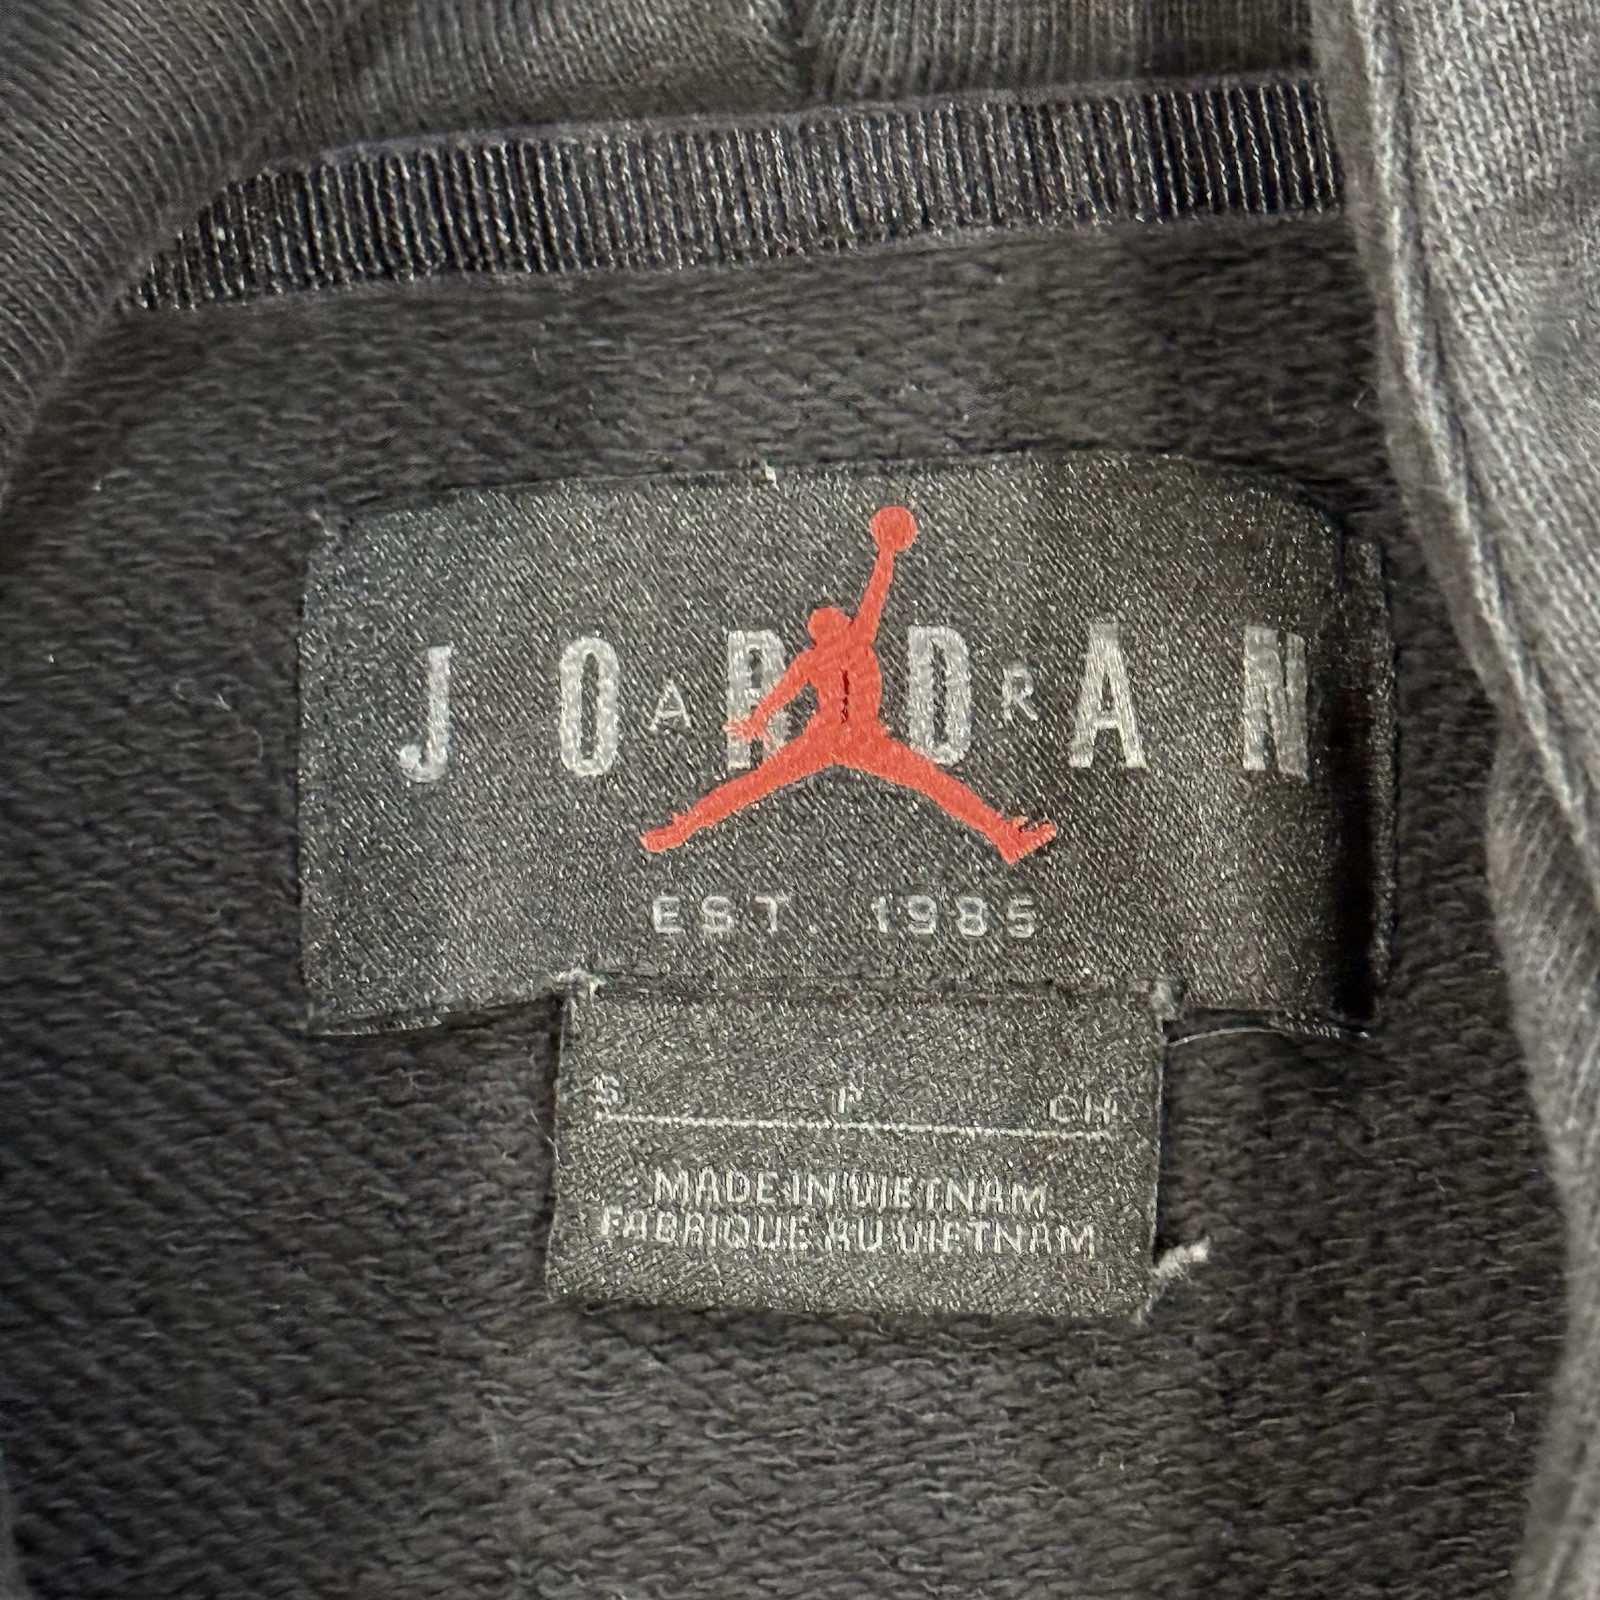 JORDAN
AIR
EST. 1985
S P CH
MADE IN VIETNAM
FABRIQUE AU VIETNAM